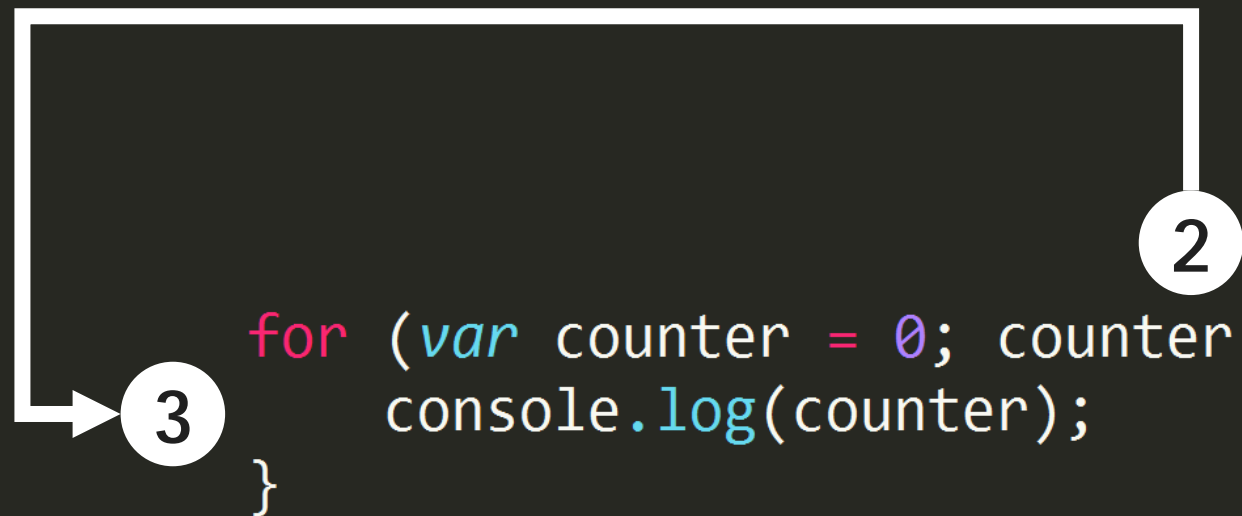 2
for (var counter = 0; counter
3
console.log(counter);
}